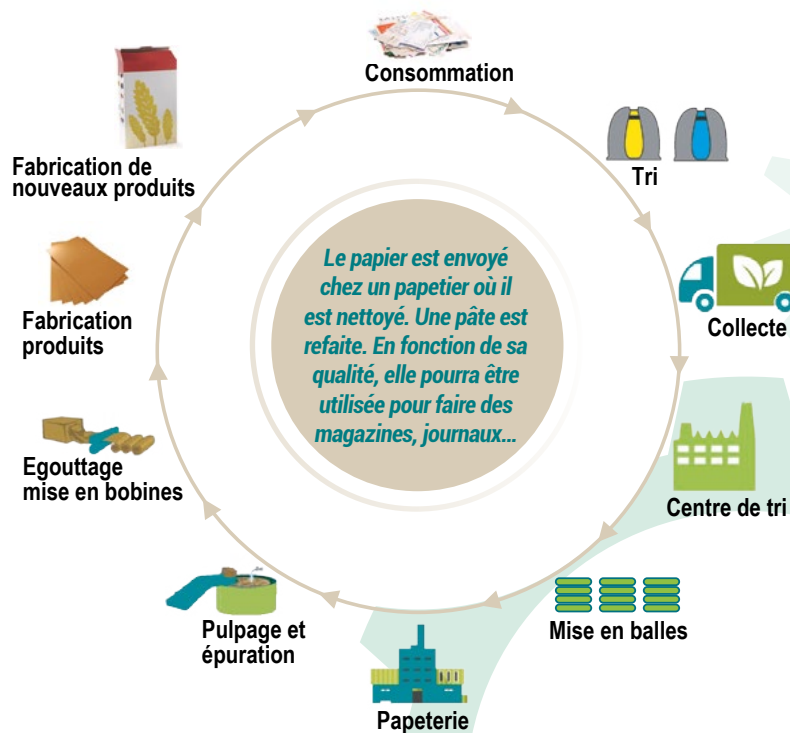 Consommation
Tri
Collecte
Centre de tri
Mise en balles
Papeterie
Pulpage et
épuration
Egouttage
mise en bobines
Fabrication
produits
Fabrication de
nouveaux produits
Le papier est envoyé
chez un papetier où il
est nettoyé. Une pâte est
refaite. En fonction de sa
qualité, elle pourra être
utilisée pour faire des
magazines, journaux...